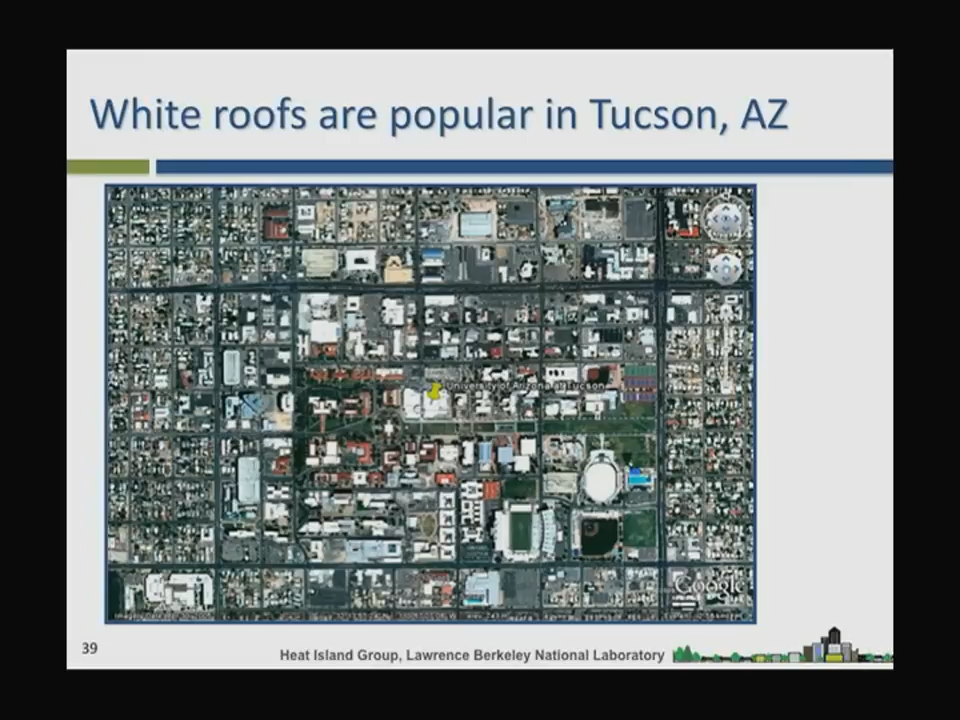 White roofs are popular in Tucson, AZ
University of Arizona at Tucson
Google
39
Heat Island Group, Lawrence Berkeley National Laboratory